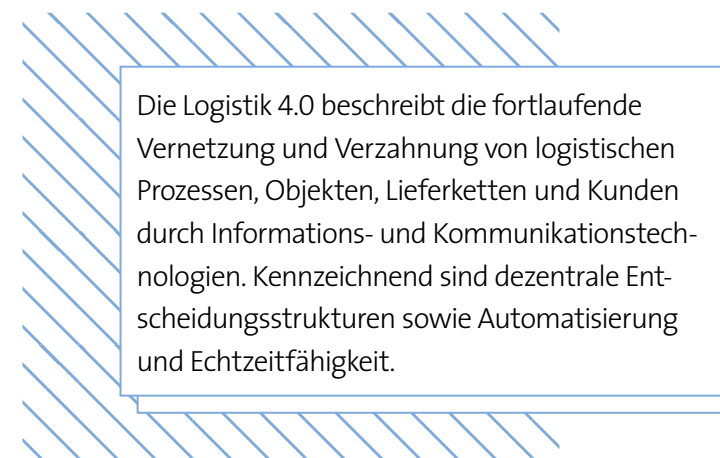 Die Logistik 4.0 beschreibt die fortlaufende
Vernetzung und Verzahnung von logistischen
Prozessen, Objekten, Lieferketten und Kunden
durch Informations- und Kommunikationstech-
nologien. Kennzeichnend sind dezentrale Ent-
scheidungsstrukturen sowie Automatisierung
und Echtzeitfähigkeit.